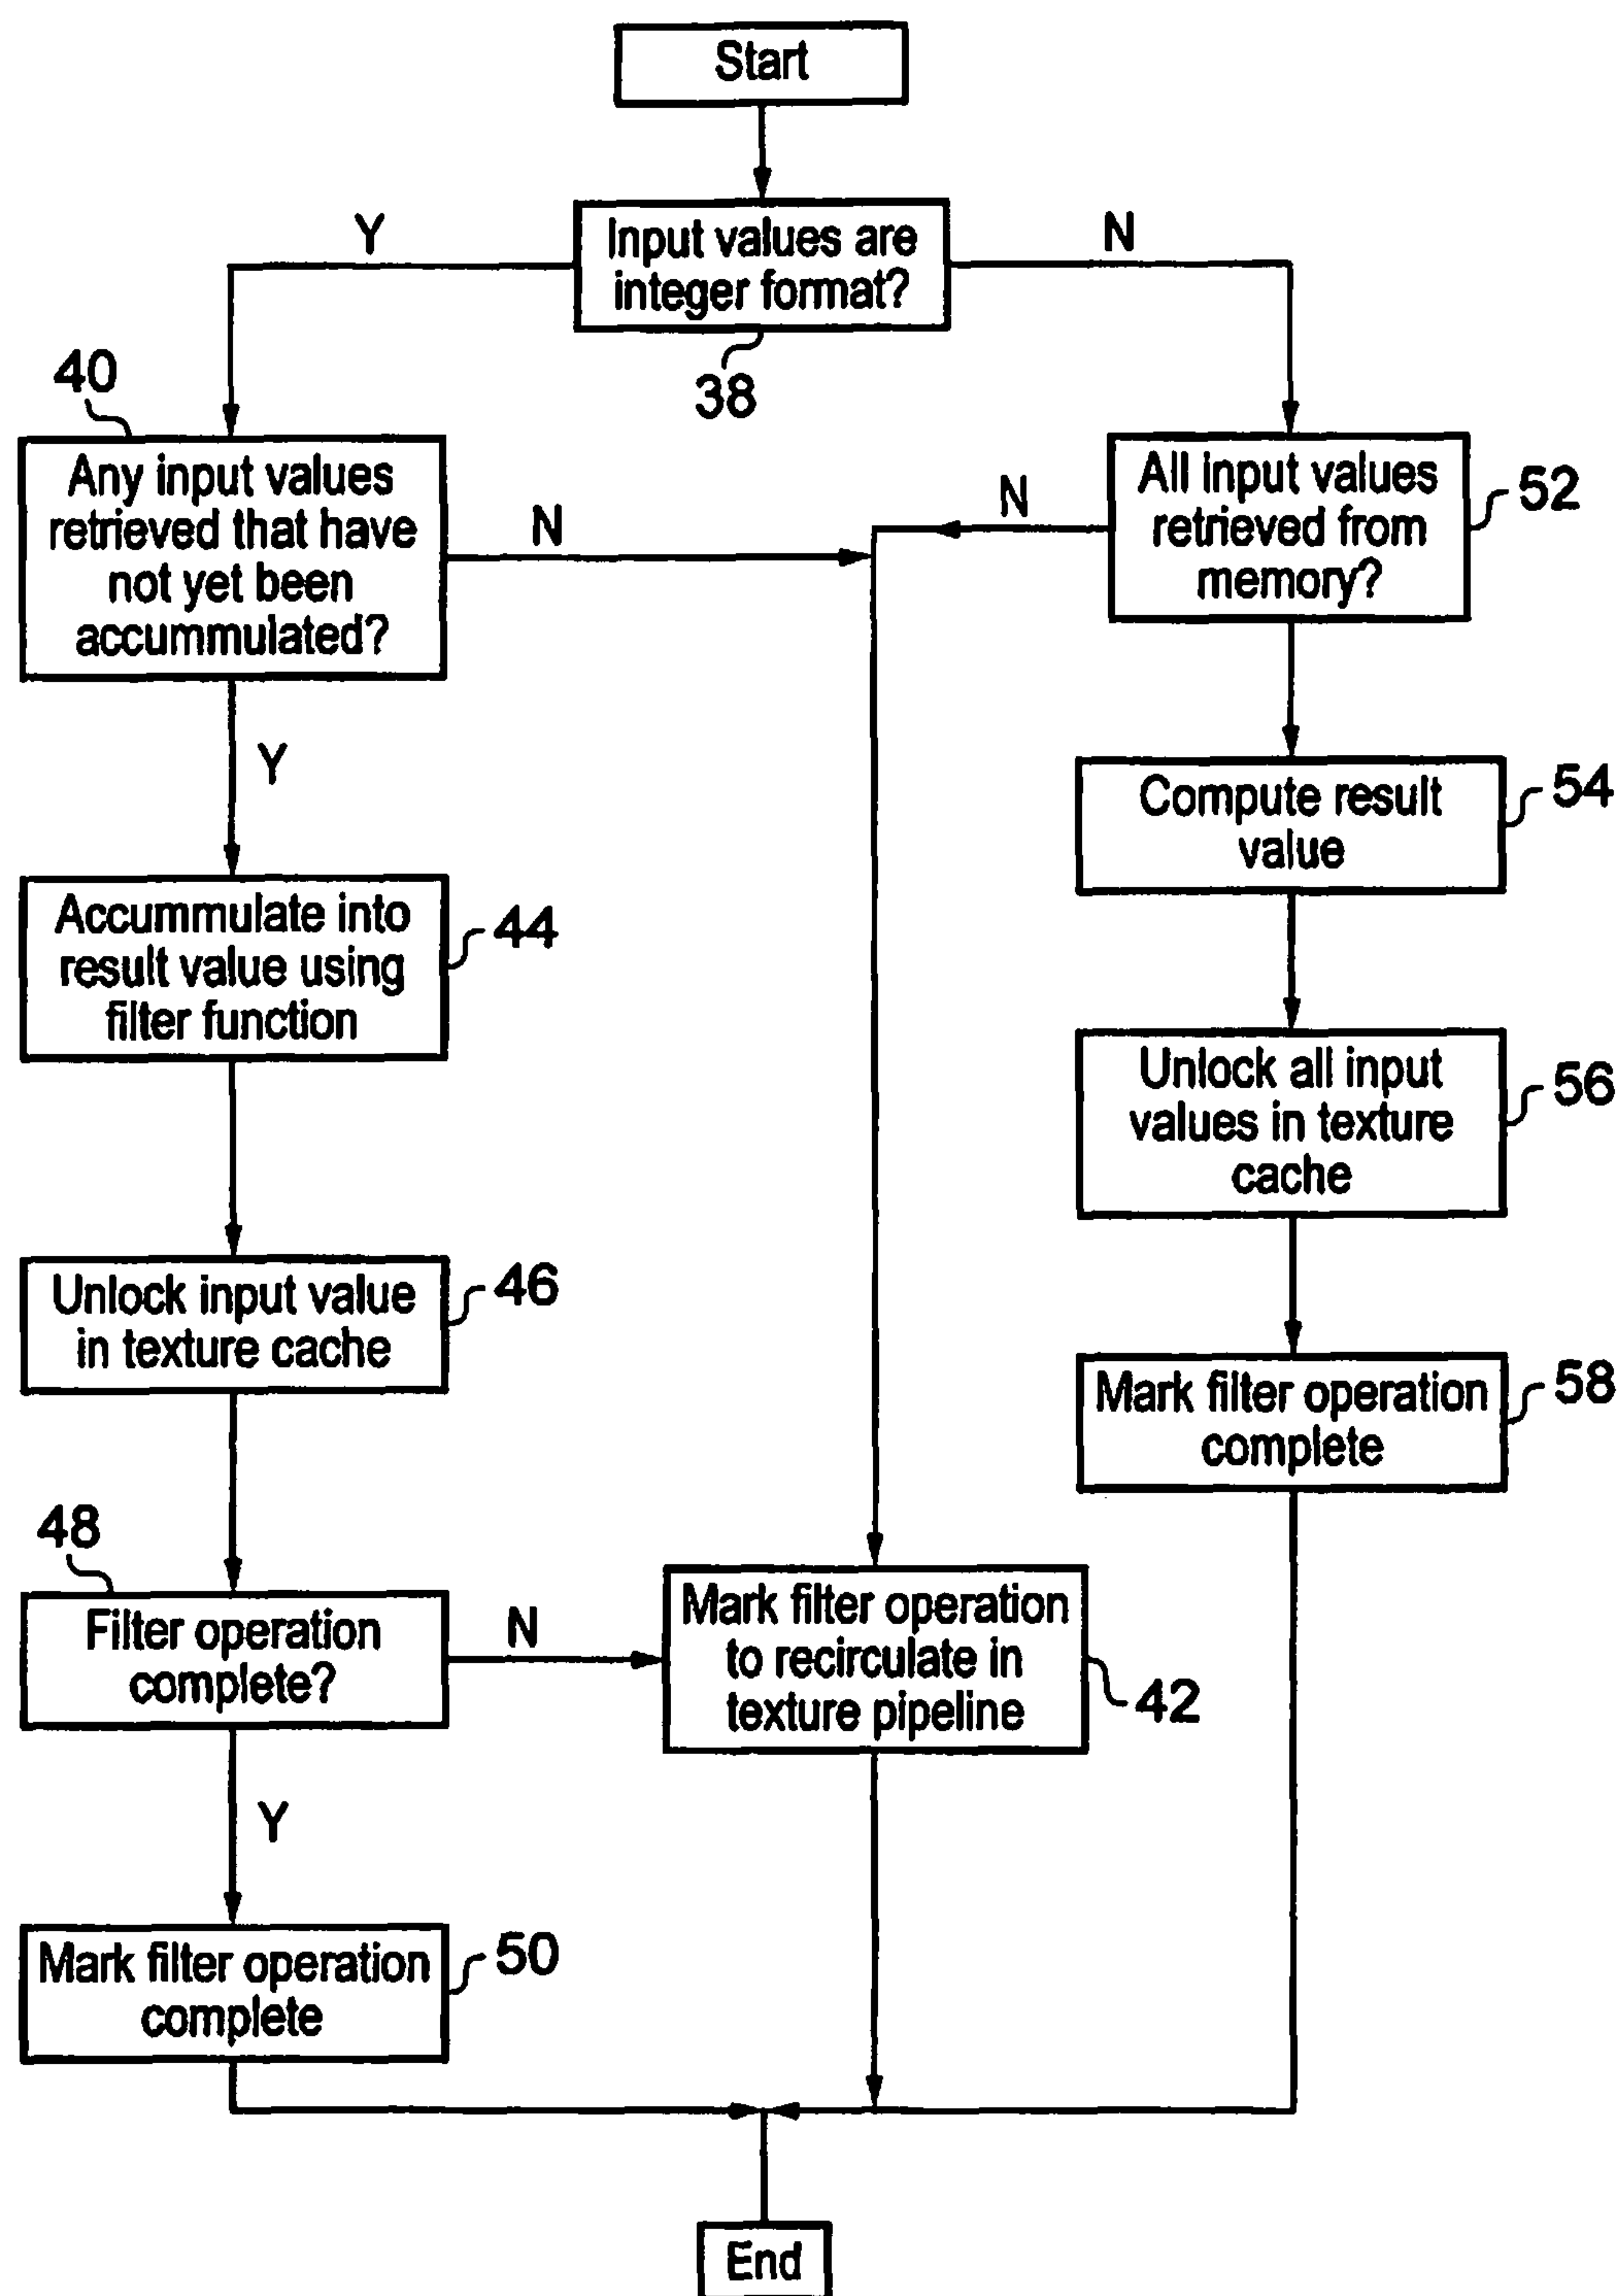 Start
Input values are
integer format?
Y
N
38
40
Any input values
retrieved that have
not yet been
accummulated?
N
Y
N
All input values
retrieved from
memory?
52
Compute result
value
54
Accummulate into
result value using
filter function
44
Unlock all input
values in texture
cache
56
Unlock input value
in texture cache
46
Mark filter operation
complete
58
48
Filter operation
complete?
N
Y
Mark filter operation
to recirculate in
texture pipeline
42
Mark filter operation
complete
50
End